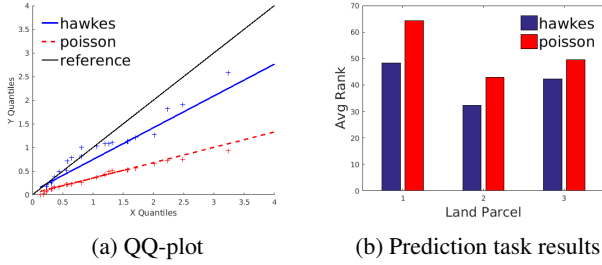 hawkes
poisson
reference
Y Quantiles
4
3.5
3
2.5
2
1.5
1
0.5
0
0 0.5 1 1.5 2 2.5 3 3.5 4
X Quantiles
(a) QQ-plot
hawkes
poisson
Avg Rank
70
60
50
40
30
20
10
0
1 2 3
Land Parcel
(b) Prediction task results